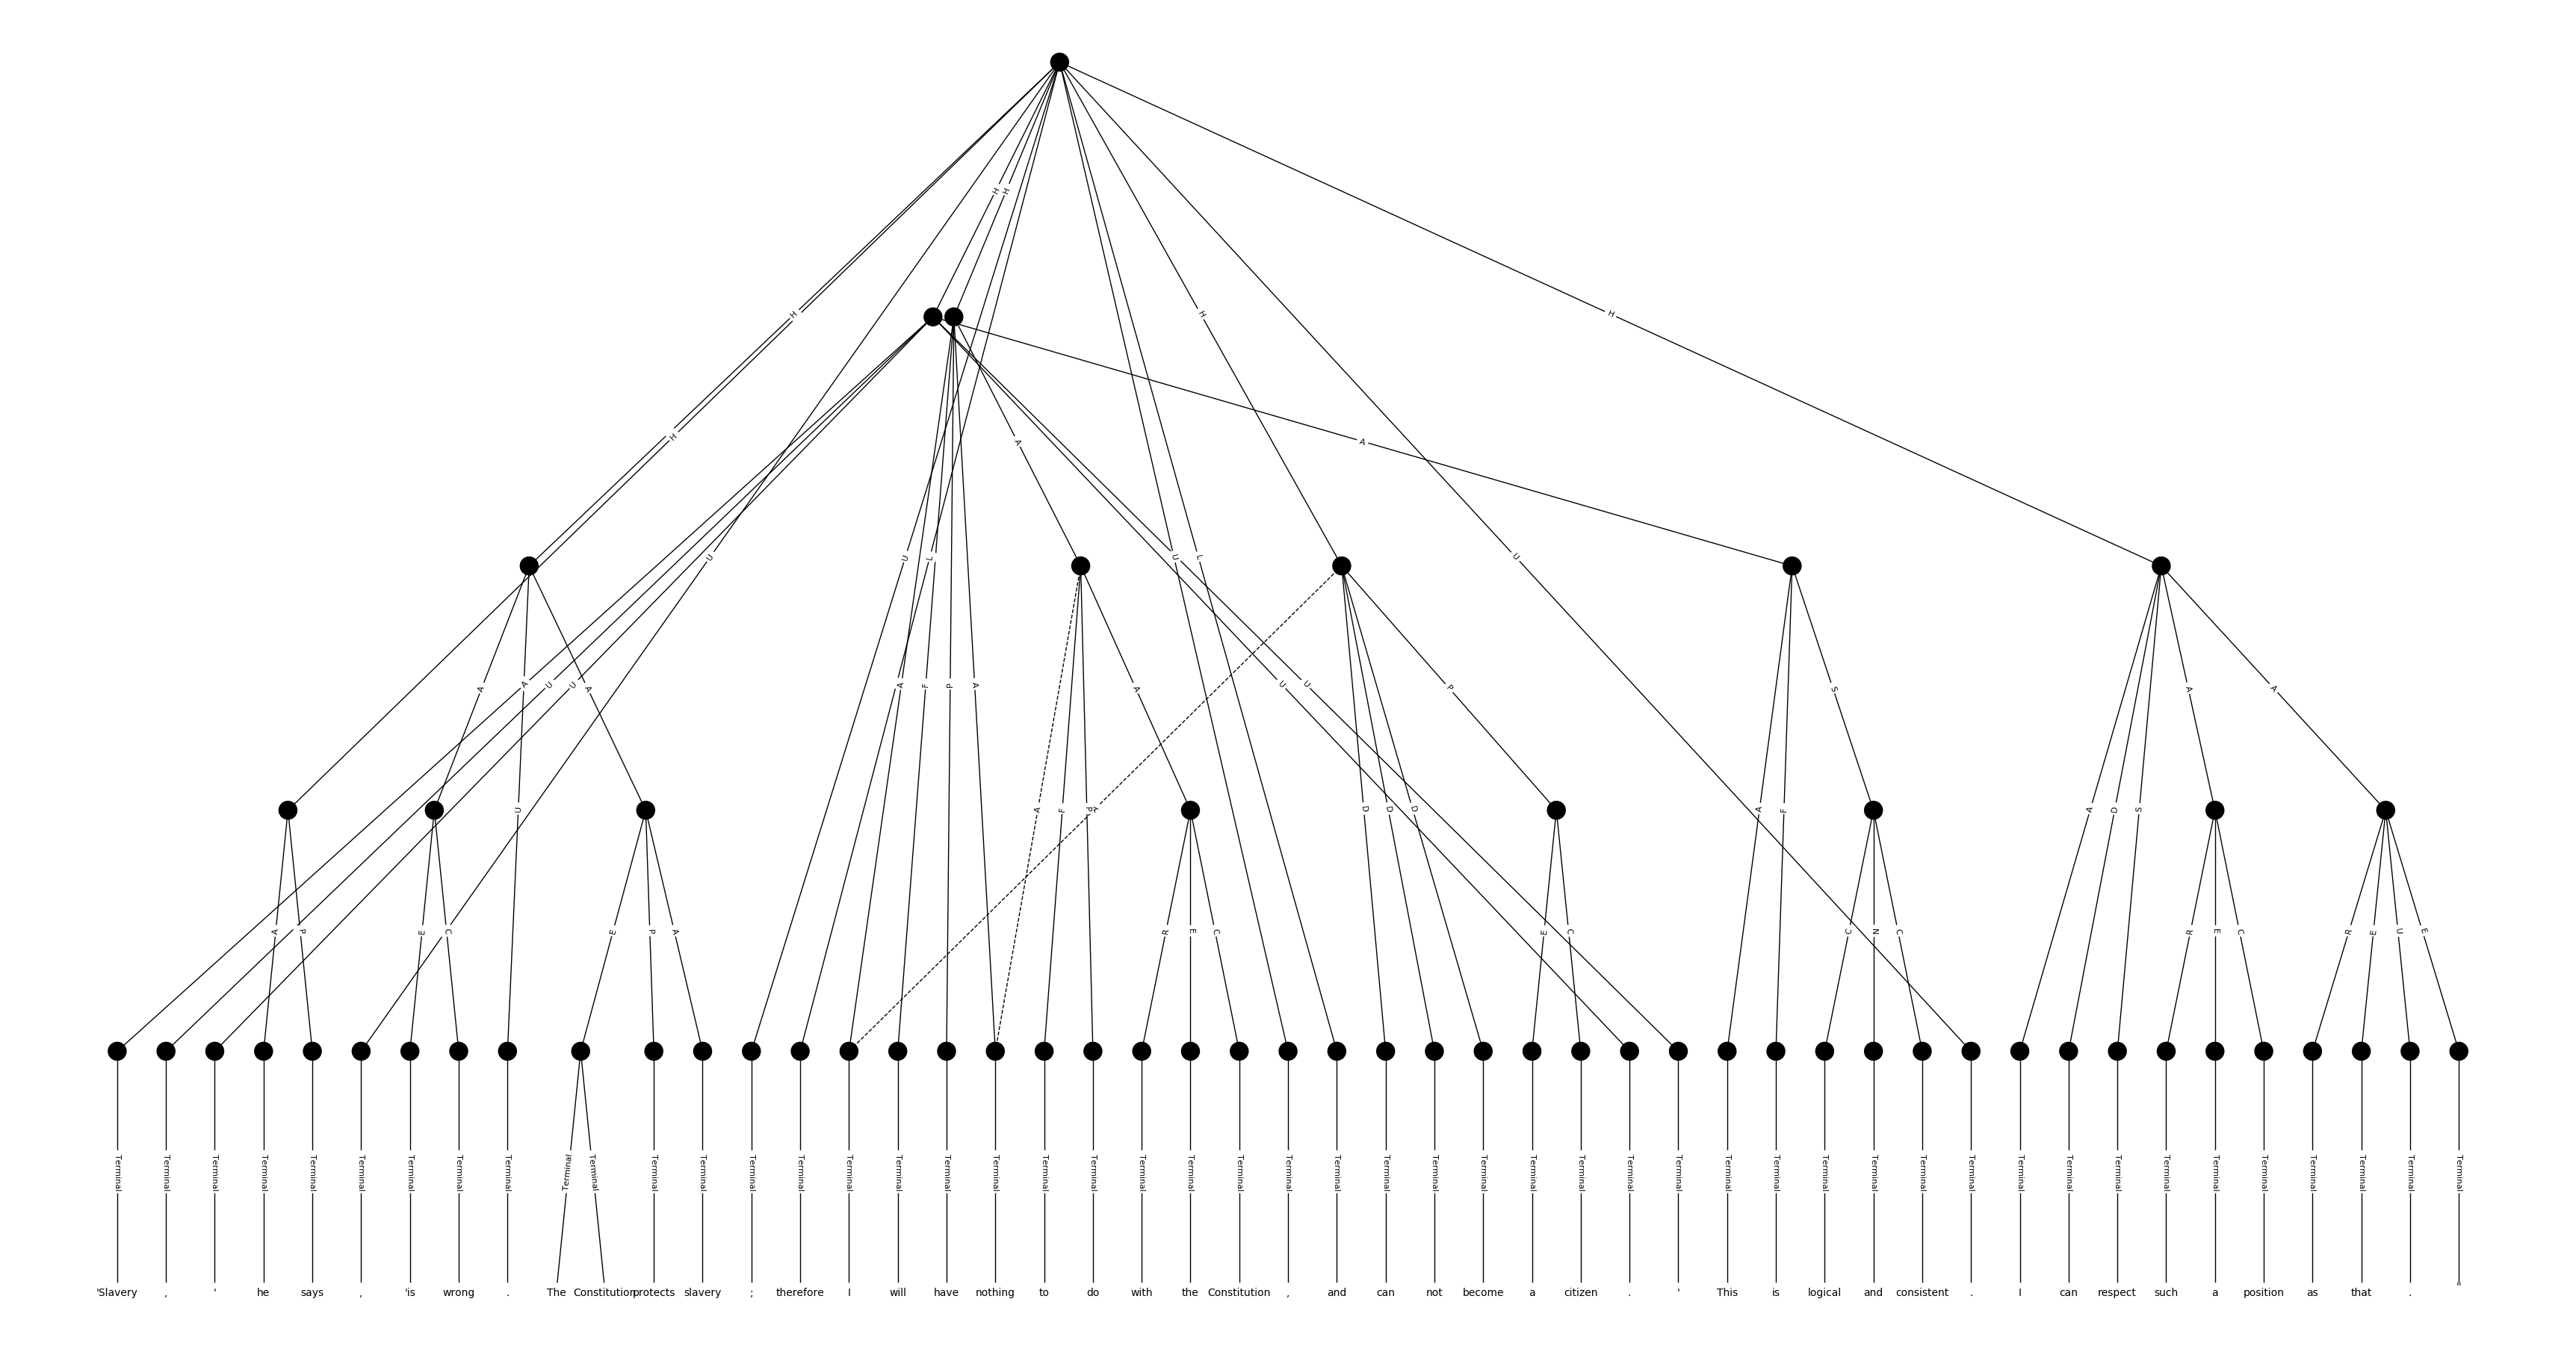 H H
H H H
H A A
U L U L U
U
A U U U A A F P A U U P S A A
A
U A F P A D D D A F A D S
A P E C E P A R E C E C C N C R E C R E U E
Terminal Terminal Terminal Terminal Terminal Terminal Terminal Terminal Terminal Terminal Terminal Terminal Terminal Terminal Terminal Terminal Terminal Terminal Terminal Terminal Terminal Terminal Terminal Terminal Terminal Terminal Terminal Terminal Terminal Terminal Terminal Terminal Terminal Terminal Terminal Terminal Terminal Terminal Terminal Terminal Terminal Terminal Terminal Terminal Terminal Terminal Terminal Terminal Terminal
'Slavery , ' he says , 'is wrong . The Constitution protects slavery ; therefore I will have nothing to do with the Constitution , and can not become a citizen . ' This is logical and consistent . I can respect such a position as that . "